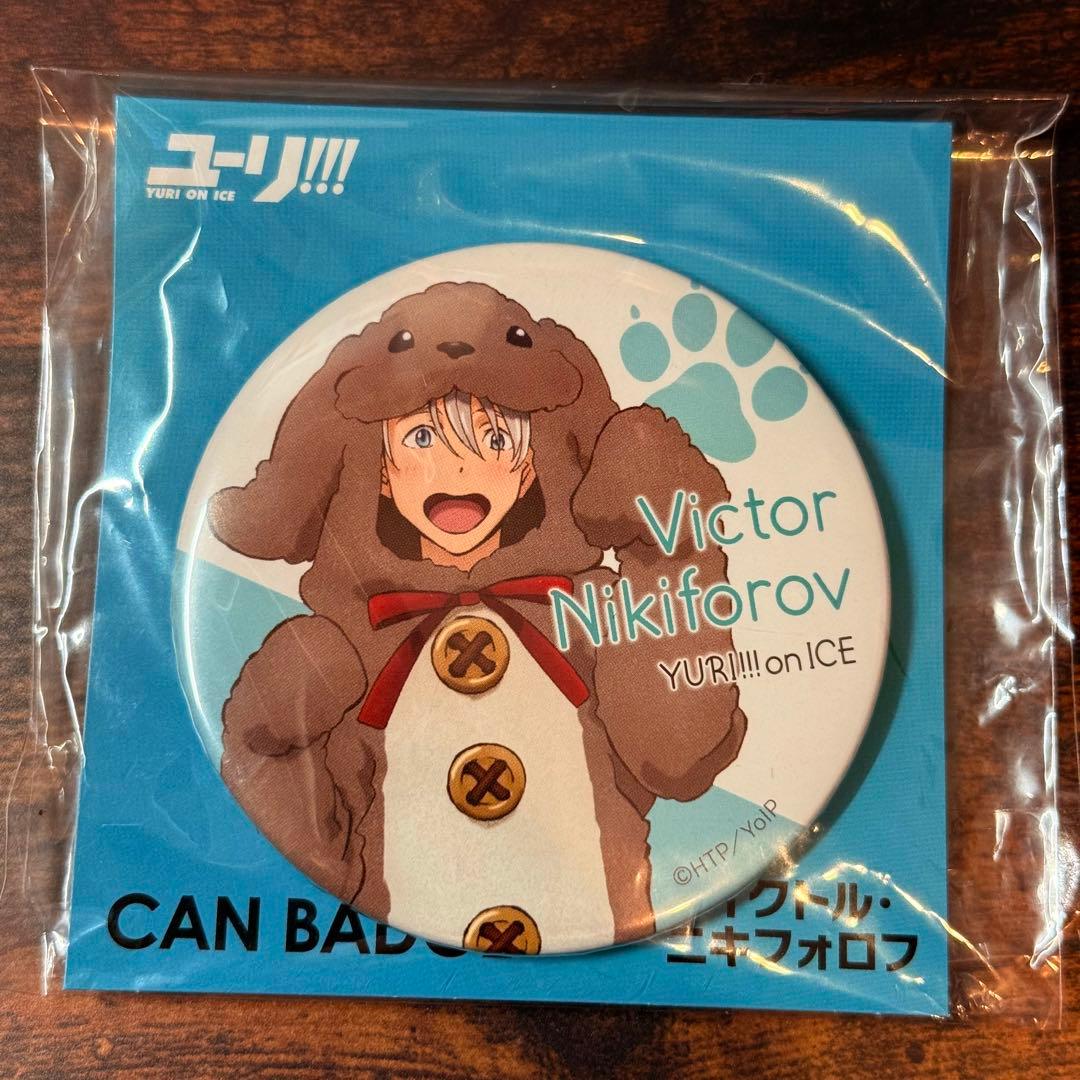 ユーリ!!!
YURI ON ICE
Victor
Nikiforov
YURI!!! on ICE
©HTP/YoIP
CAN BAD
クトル・
ニキフォロフ